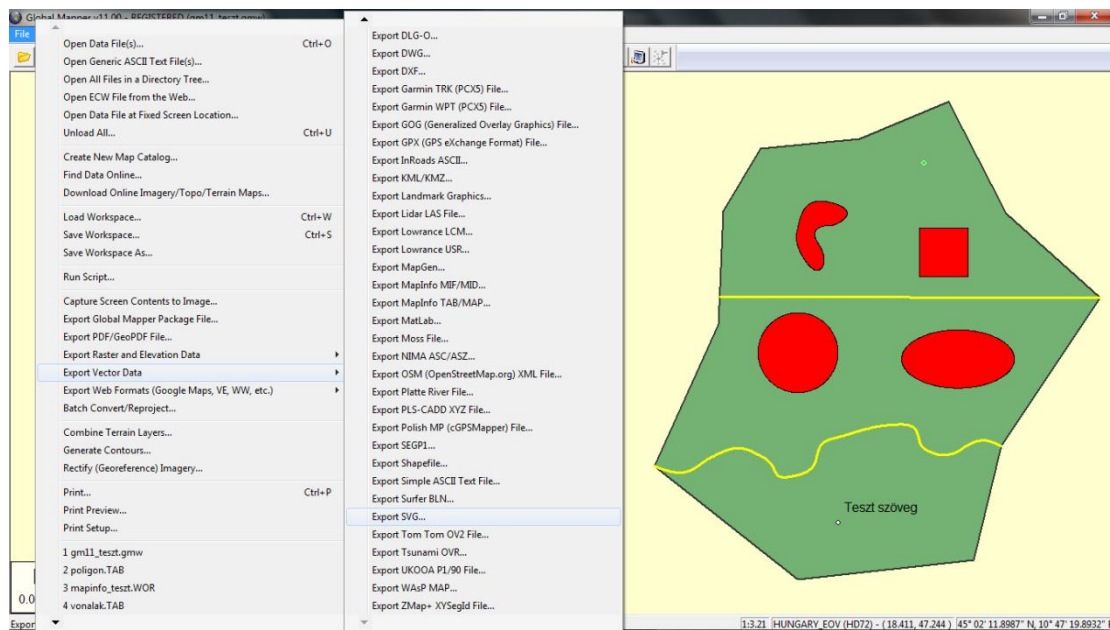 Global Mapper v11.00 - REGISTERED (gm11_teszt.gmw)
File
Open Data File(s)... Ctrl+O
Open Generic ASCII Text File(s)...
Open All Files in a Directory Tree...
Open ECW File from the Web...
Open Data File at Fixed Screen Location...
Unload All... Ctrl+U
Create New Map Catalog...
Find Data Online...
Download Online Imagery/Topo/Terrain Maps...
Load Workspace... Ctrl+W
Save Workspace... Ctrl+S
Save Workspace As...
Run Script...
Capture Screen Contents to Image...
Export Global Mapper Package File...
Export PDF/GeoPDF File...
Export Raster and Elevation Data
Export Vector Data
Export Web Formats (Google Maps, VE, WW, etc.)
Batch Convert/Reproject...
Combine Terrain Layers...
Generate Contours...
Rectify (Georeference) Imagery...
Print... Ctrl+P
Print Preview...
Print Setup...
1 gm11_teszt.gmw
2 poligon.TAB
3 mapinfo_teszt.WOR
4 vonalak.TAB
Export DLG-O...
Export DWG...
Export DXF...
Export Garmin TRK (PCX5) File...
Export Garmin WPT (PCX5) File...
Export GOG (Generalized Overlay Graphics) File...
Export GPX (GPS eXchange Format) File...
Export InRoads ASCII...
Export KML/KMZ...
Export Landmark Graphics...
Export Lidar LAS File...
Export Lowrance LCM...
Export Lowrance USR...
Export MapGen...
Export MapInfo MIF/MID...
Export MapInfo TAB/MAP...
Export MatLab...
Export Moss File...
Export NIMA ASC/ASZ...
Export OSM (OpenStreetMap.org) XML File...
Export Platte River File...
Export PLS-CADD XYZ File...
Export Polish MP (cGPSMapper) File...
Export SEGP1...
Export Shapefile...
Export Simple ASCII Text File...
Export Surfer BLN...
Export SVG...
Export Tom Tom OV2 File...
Export Tsunami OVR...
Export UKOOA P1/90 File...
Export WAsP MAP...
Export ZMap+ XYSegId File...
Teszt szöveg
0.0
Expor
1:3.21 HUNGARY_EOV (HD72) - ( 18.411, 47.244 ) 45° 02' 11.8987" N, 10° 47' 19.8932"